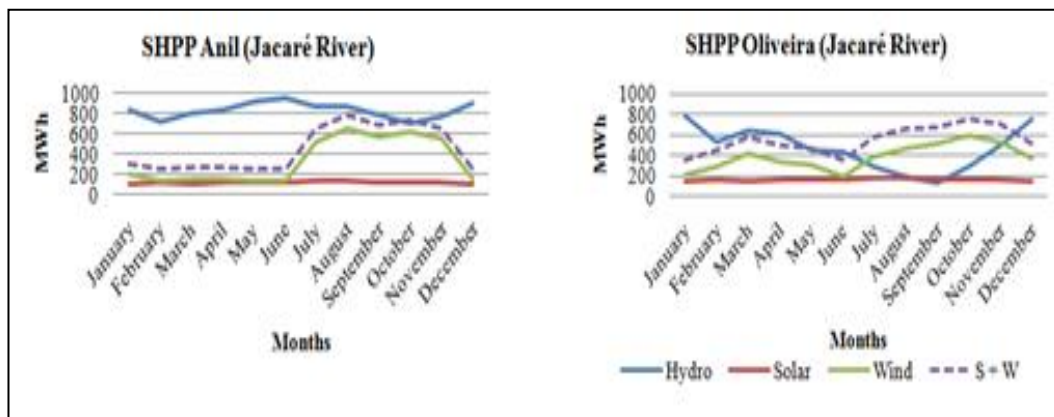 SHPP Anil (Jacaré River)
1000
800
600
400
200
0
MWh
January
February
March
April
May
June
July
August
September
October
November
December
Months
SHPP Oliveira (Jacaré River)
1000
800
600
400
200
0
MWh
January
February
March
April
May
June
July
August
September
October
November
December
Months
Hydro Solar Wind S + W